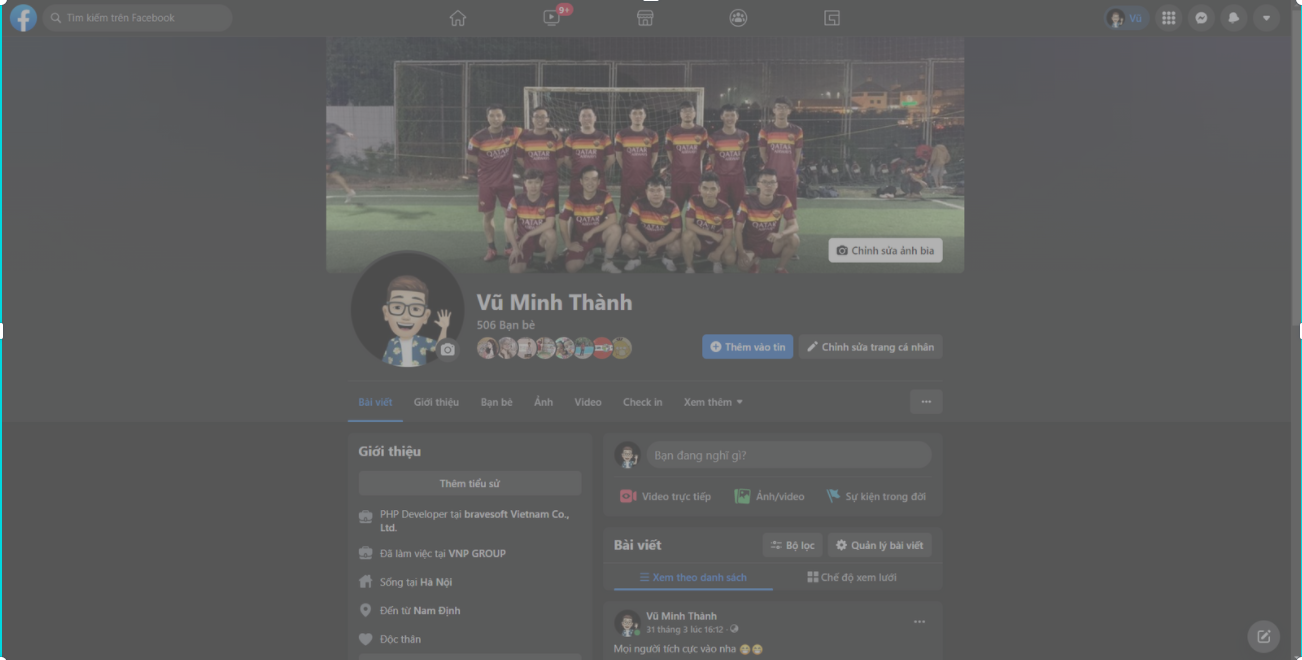 Tìm kiếm trên Facebook
9+
Vũ
QATAR
Chỉnh sửa ảnh bìa
Vũ Minh Thành
506 Bạn bè
Thêm vào tin
Chỉnh sửa trang cá nhân
Bài viết
Giới thiệu
Bạn bè
Ảnh
Video
Check in
Xem thêm
Giới thiệu
Thêm tiểu sử
PHP Developer tại bravesoft Vietnam Co.,
Ltd.
Đã làm việc tại VNP GROUP
Sống tại Hà Nội
Đến từ Nam Định
Độc thân
Bạn đang nghĩ gì?
Video trực tiếp
Ảnh/video
Sự kiện trong đời
Bài viết
Bộ lọc
Quản lý bài viết
Xem theo danh sách
Chế độ xem lưới
Vũ Minh Thành
31 tháng 3 lúc 16:12 ·
Mọi người tích cực vào nha